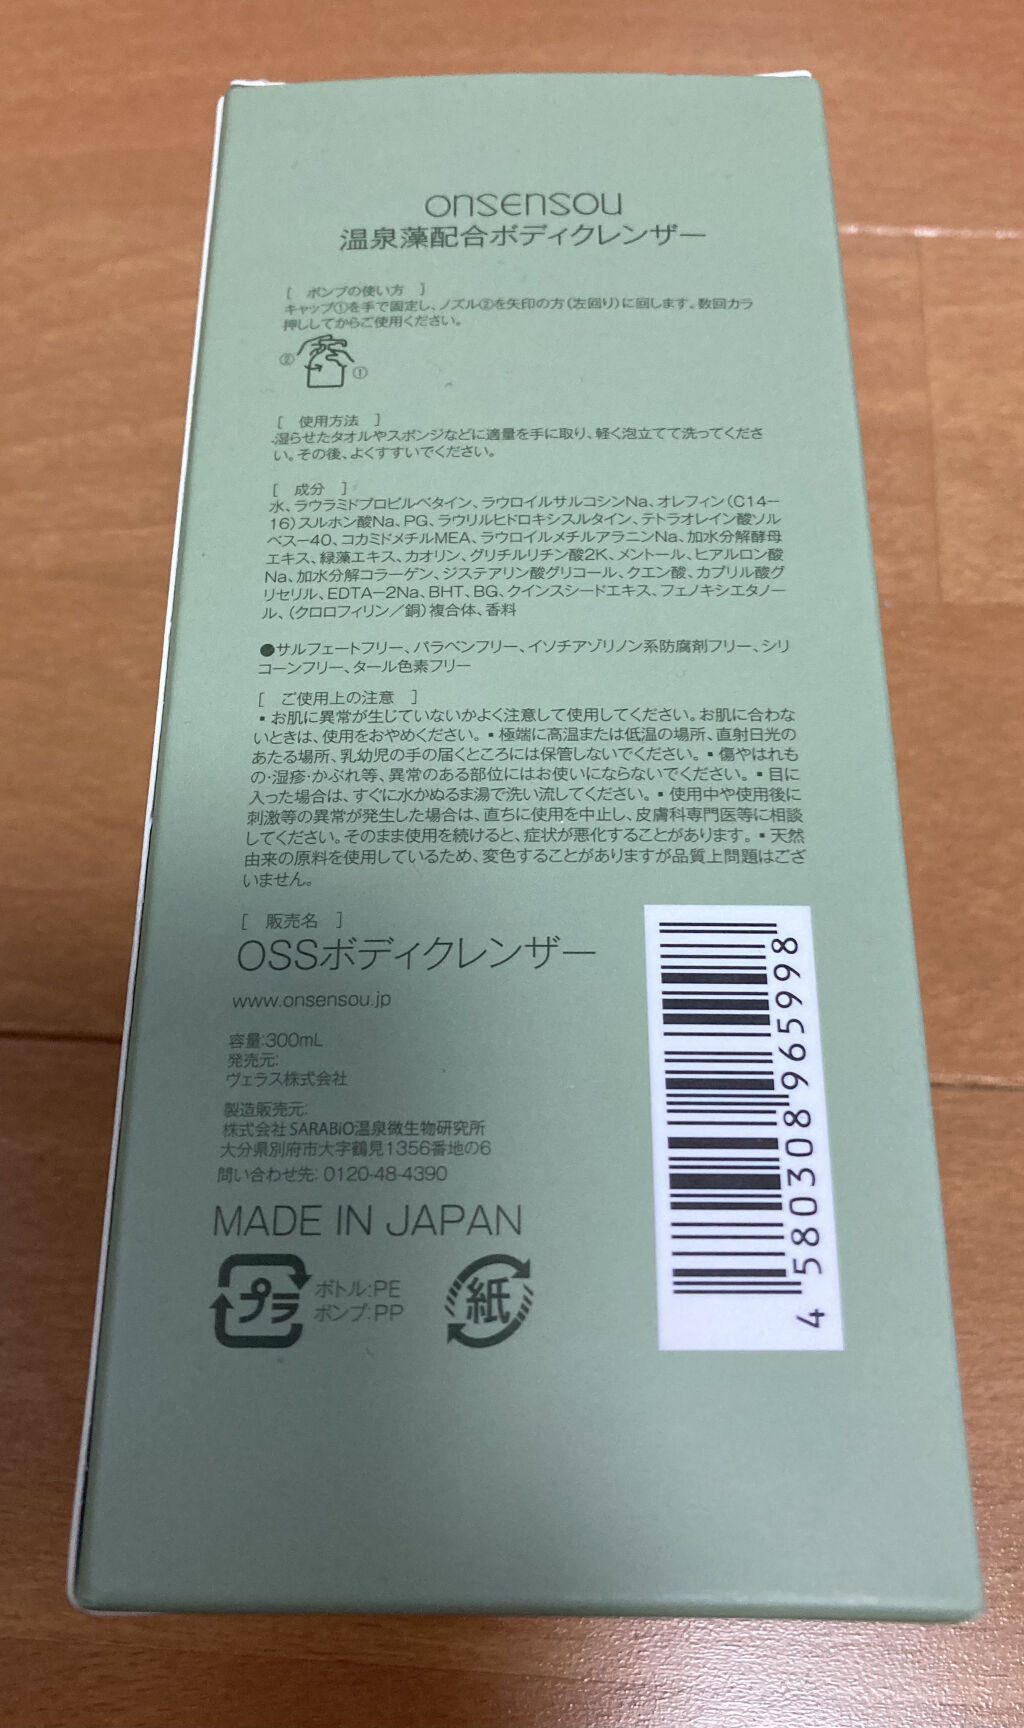 onsensou
温泉藻配合ボディクレンザー
[ ポンプの使い方 ]
キャップ①を手で固定し、ノズル②を矢印の方(左回り)に回します。数回カラ
押ししてからご使用ください。
② ①
[ 使用方法 ]
湿らせたタオルやスポンジなどに適量を手に取り、軽く泡立てて洗ってくださ
い。その後、よくすすいでください。
[ 成分 ]
水、ラウラミドプロピルベタイン、ラウロイルサルコシンNa、オレフィン(C14−
16)スルホン酸Na、PG、ラウリルヒドロキシスルタイン、テトラオレイン酸ソル
ベスー40、コカミドメチルMEA、ラウロイルメチルアラニンNa、加水分解酵母
エキス、緑藻エキス、カオリン、グリチルリチン酸2K、メントール、ヒアルロン酸
Na、加水分解コラーゲン、ジステアリン酸グリコール、クエン酸、カプリル酸グ
リセリル、EDTA−2Na、BHT、BG、クインスシードエキス、フェノキシエタノー
ル、(クロロフィリン/銅)複合体、香料
●サルフェートフリー、パラベンフリー、イソチアゾリノン系防腐剤フリー、シリ
コーンフリー、タール色素フリー
[ ご使用上の注意 ]
▪お肌に異常が生じていないかよく注意して使用してください。お肌に合わな
いときは、使用をおやめください。▪極端に高温または低温の場所、直射日光の
あたる場所、乳幼児の手の届くところには保管しないでください。▪傷やはれも
の·湿疹·かぶれ等、異常のある部位にはお使いにならないでください。▪目に
入った場合は、すぐに水かぬるま湯で洗い流してください。▪使用中や使用後に
刺激等の異常が発生した場合は、直ちに使用を中止し、皮膚科専門医等に相談
してください。そのまま使用を続けると、症状が悪化することがあります。▪天然
由来の原料を使用しているため、変色することがありますが品質上問題はござ
いません。
[ 販売名 ]
OSSボディクレンザー
www.onsensou.jp
容量:300mL
発売元:
ヴェラス株式会社
製造販売元:
株式会社SARABiO温泉微生物研究所
大分県別府市大字鶴見1356番地の6
問い合わせ先: 0120-48-4390
MADE IN JAPAN
プラ
ボトル:PE
ポンプ:PP
紙
4 580308 965998